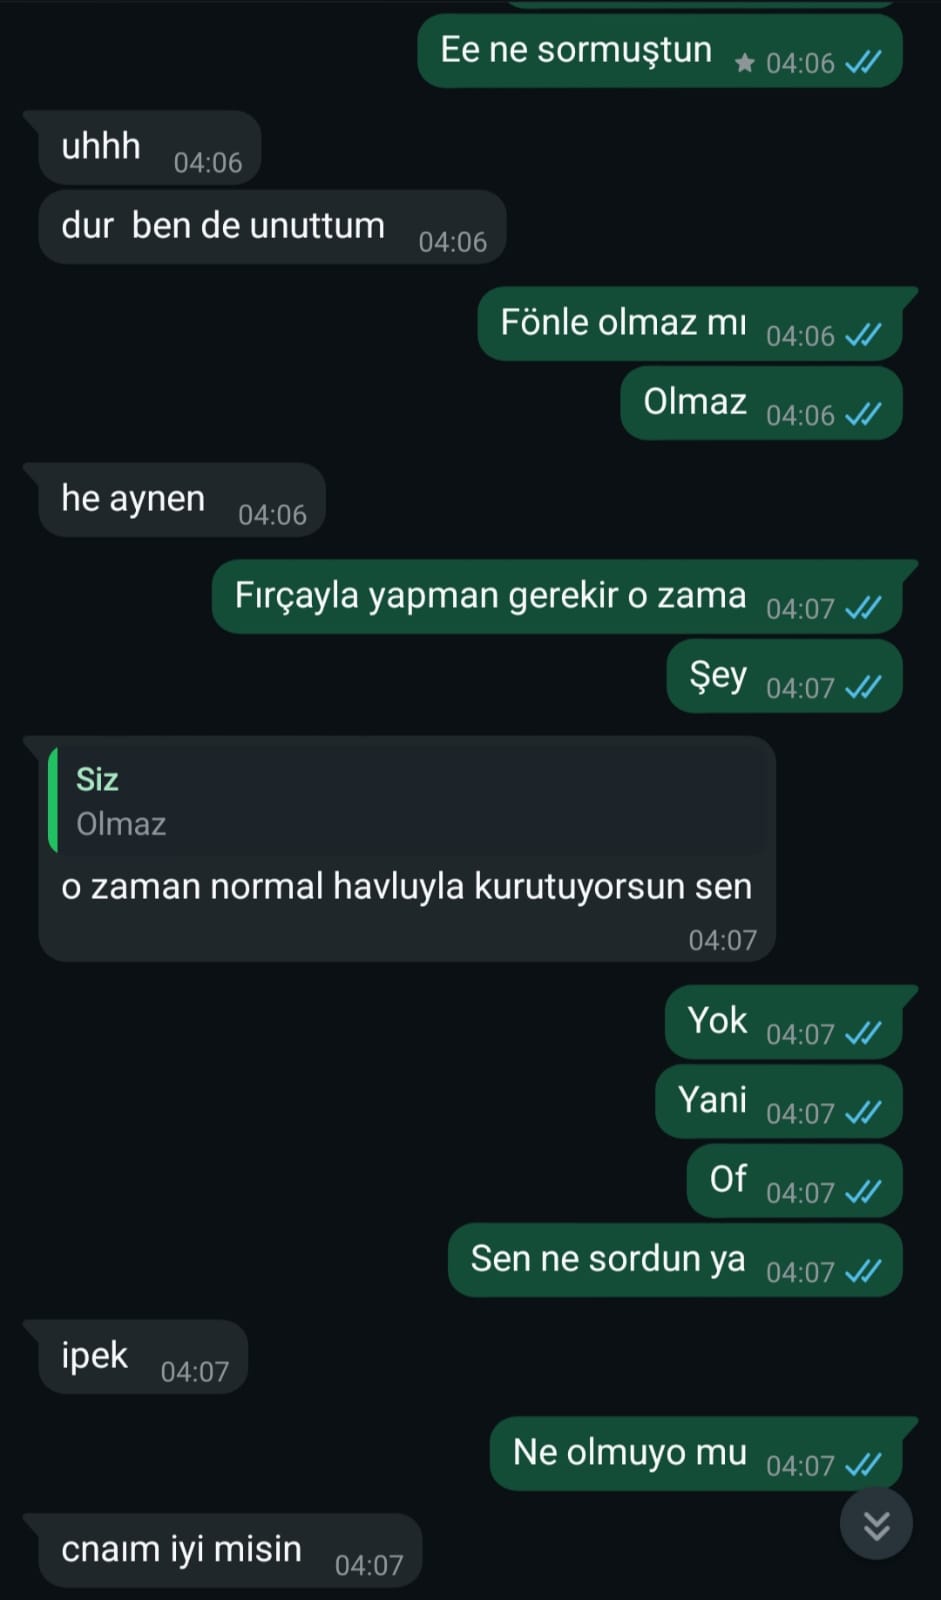 Ee ne sormuştun ★ 04:06
uhhh 04:06
dur  ben de unuttum 04:06
Fönle olmaz mı 04:06
Olmaz 04:06
he aynen 04:06
Fırçayla yapman gerekir o zama 04:07
Şey 04:07
Siz
Olmaz
o zaman normal havluyla kurutuyorsun sen
04:07
Yok 04:07
Yani 04:07
Of 04:07
Sen ne sordun ya 04:07
ipek 04:07
Ne olmuyo mu 04:07
cnaım iyi misin 04:07